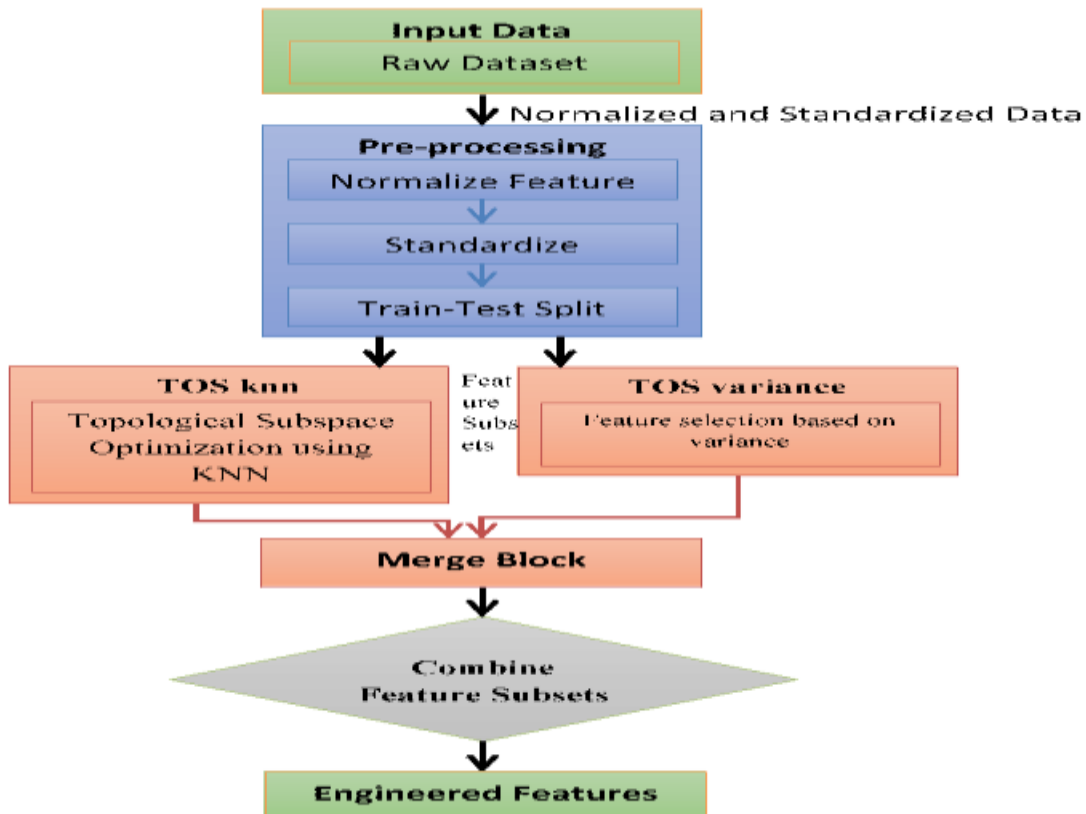 Input Data
Raw Dataset
Normalized and Standardized Data
Pre-processing
Normalize Feature
Standardize
Train-Test Split
TOS knn
Topological Subspace
Optimization using
KNN
Feat
ure
Subs
ets
TOS variance
Feature selection based on
variance
Merge Block
Combine
Feature Subsets
Engineered Features